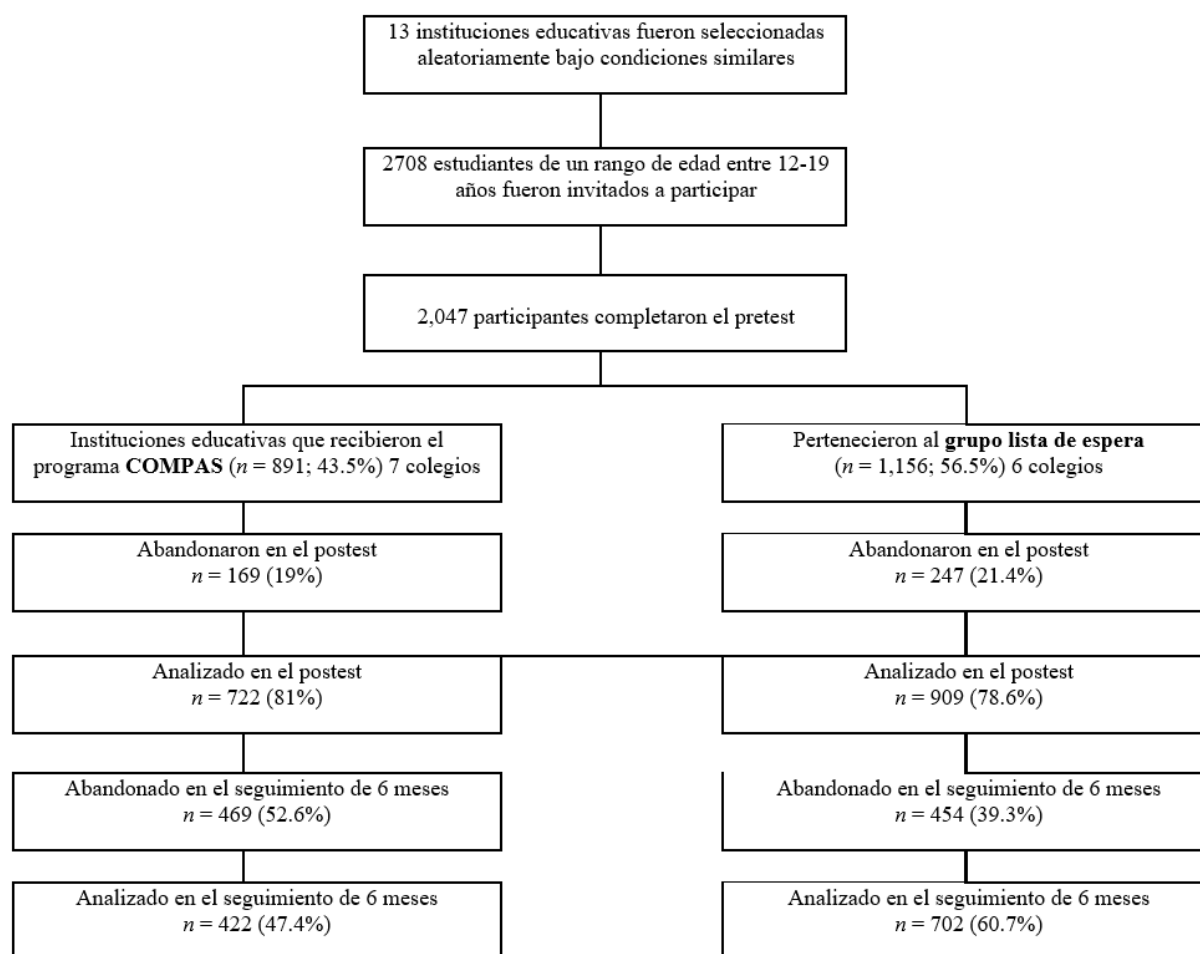 13 instituciones educativas fueron seleccionadas
aleatoriamente bajo condiciones similares
2708 estudiantes de un rango de edad entre 12-19
años fueron invitados a participar
2,047 participantes completaron el pretest
Instituciones educativas que recibieron el
programa COMPAS (n = 891; 43.5%) 7 colegios
Pertenecieron al grupo lista de espera
(n = 1,156; 56.5%) 6 colegios
Abandonaron en el postest
n = 169 (19%)
Abandonaron en el postest
n = 247 (21.4%)
Analizado en el postest
n = 722 (81%)
Analizado en el postest
n = 909 (78.6%)
Abandonado en el seguimiento de 6 meses
n = 469 (52.6%)
Abandonado en el seguimiento de 6 meses
n = 454 (39.3%)
Analizado en el seguimiento de 6 meses
n = 422 (47.4%)
Analizado en el seguimiento de 6 meses
n = 702 (60.7%)